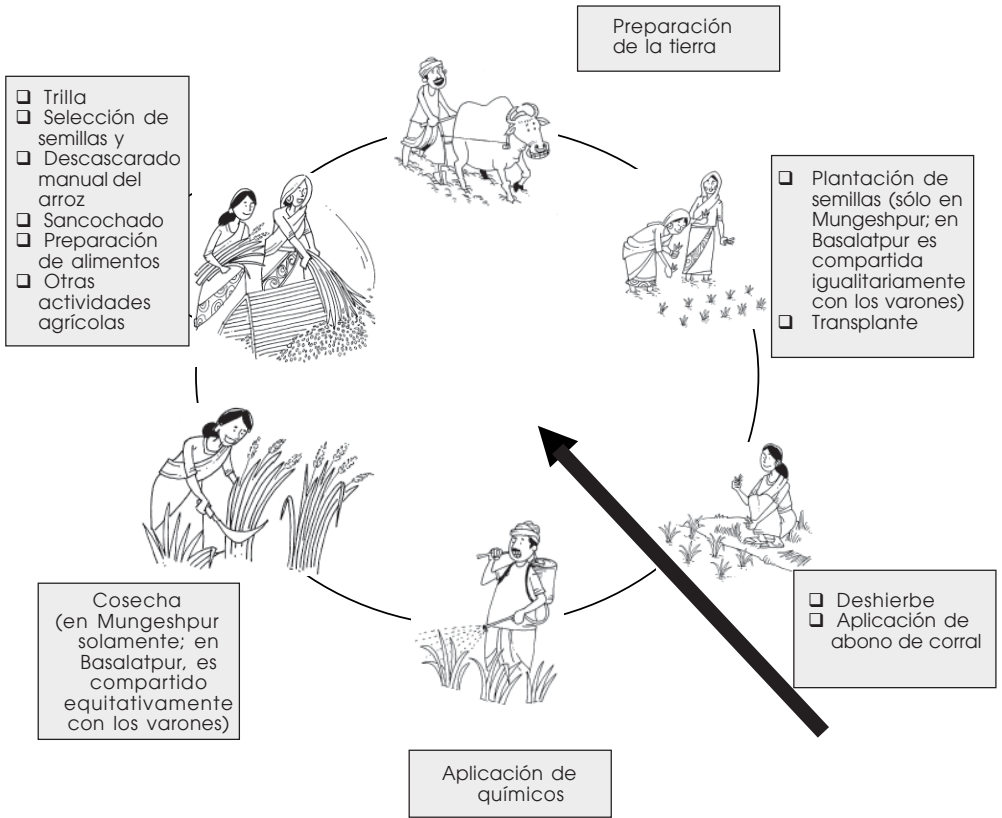 Preparación
de la tierra
❑ Trilla
❑ Selección de
semillas y
❑ Descascarado
manual del
arroz
❑ Sancochado
❑ Preparación
de alimentos
❑ Otras
actividades
agrícolas
❑ Plantación de
semillas (sólo en
Mungeshpur; en
Basalatpur es
compartida
igualitariamente
con los varones)
❑ Transplante
❑ Deshierbe
❑ Aplicación de
abono de corral
Cosecha
(en Mungeshpur
solamente; en
Basalatpur, es
compartido
equitativamente
con los varones)
Aplicación de
químicos